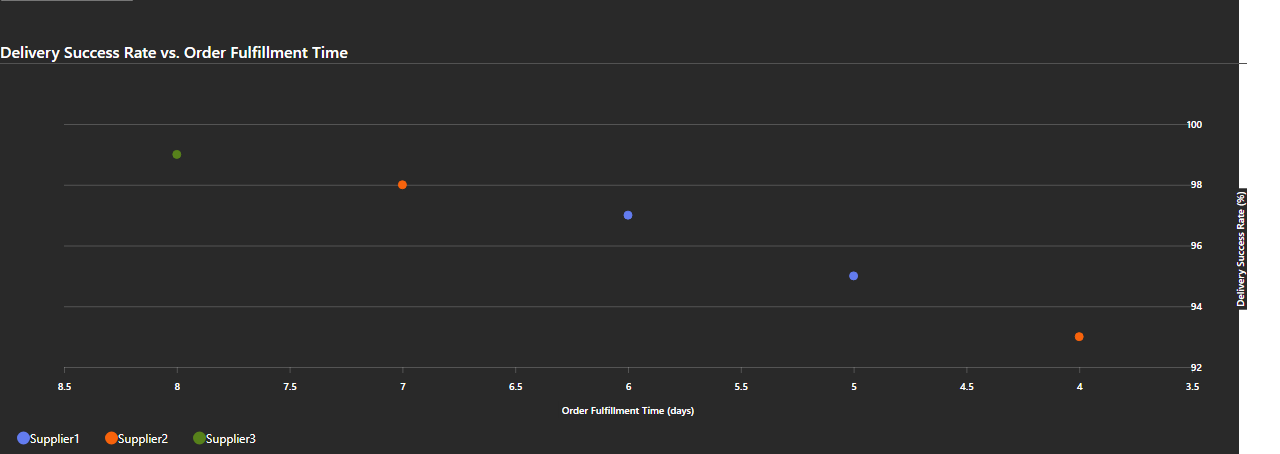 Delivery Success Rate vs. Order Fulfillment Time
100
98
96
94
92
Delivery Success Rate (%)
8.5 8 7.5 7 6.5 6 5.5 5 4.5 4 3.5
Order Fulfillment Time (days)
Supplier1 Supplier2 Supplier3